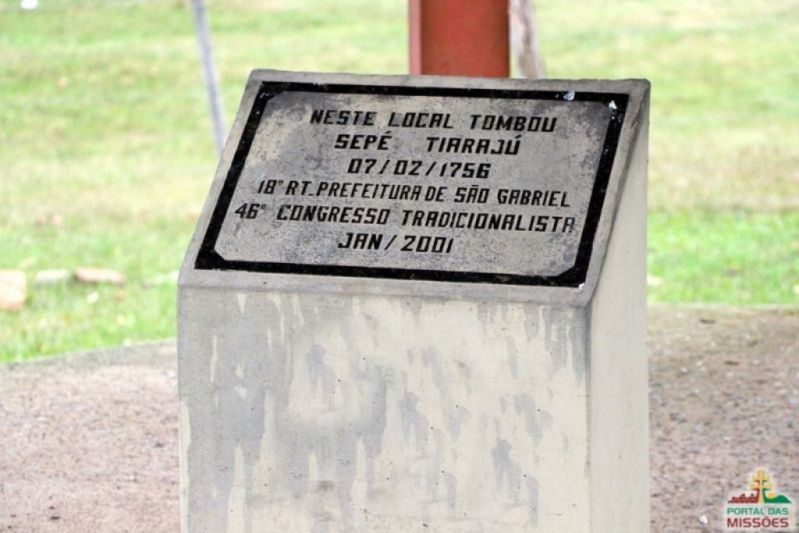 NESTE LOCAL TOMBOU
SEPÉ TIARAJÚ
07/02/1756
18ª RT. PREFEITURA DE SÃO GABRIEL
46º CONGRESSO TRADICIONALISTA
JAN/2001
PORTAL DAS
MISSÕES